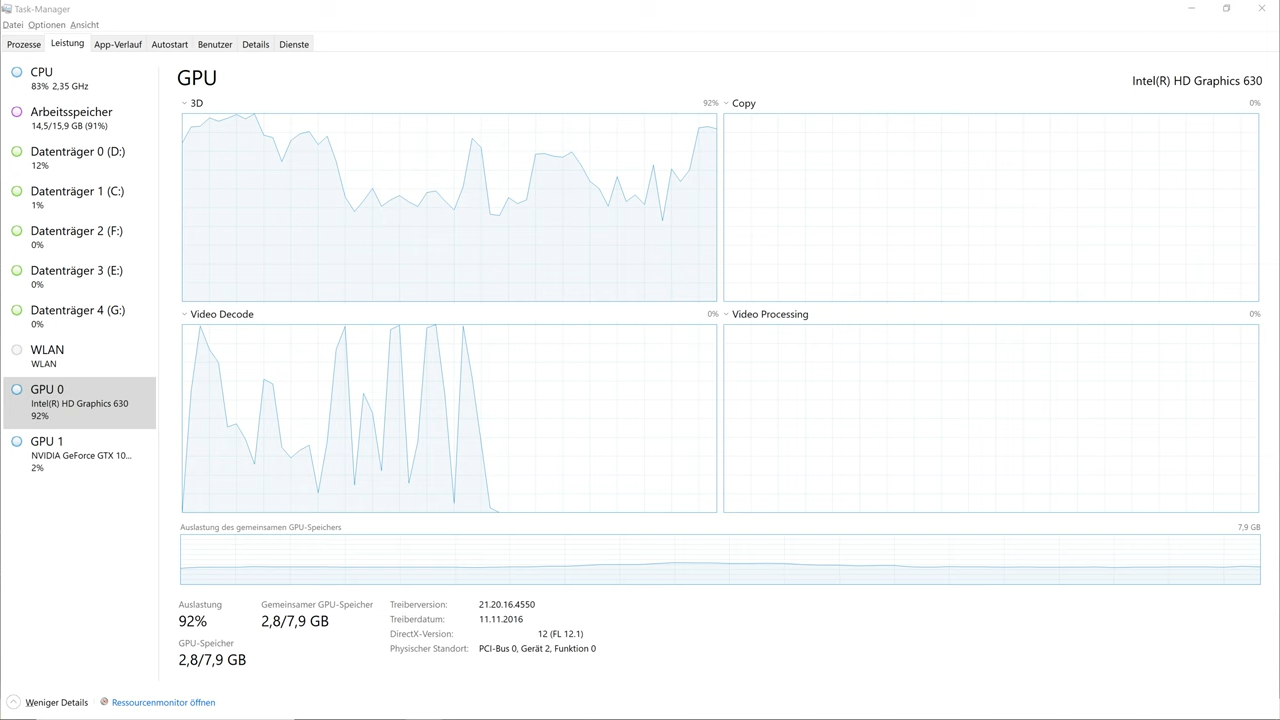 Task-Manager
Datei Optionen Ansicht
Prozesse Leistung App-Verlauf Autostart Benutzer Details Dienste
CPU
83% 2,35 GHz
Arbeitsspeicher
14,5/15,9 GB (91%)
Datenträger 0 (D:)
12%
Datenträger 1 (C:)
1%
Datenträger 2 (F:)
0%
Datenträger 3 (E:)
0%
Datenträger 4 (G:)
0%
WLAN
WLAN
GPU 0
Intel(R) HD Graphics 630
92%
GPU 1
NVIDIA GeForce GTX 10...
2%
GPU
Intel(R) HD Graphics 630
3D 92%
Copy 0%
Video Decode 0%
Video Processing 0%
Auslastung des gemeinsamen GPU-Speichers 7,9 GB
Auslastung
92%
Gemeinsamer GPU-Speicher
2,8/7,9 GB
GPU-Speicher
2,8/7,9 GB
Treiberversion: 21.20.16.4550
Treiberdatum: 11.11.2016
DirectX-Version: 12 (FL 12.1)
Physischer Standort: PCI-Bus 0, Gerät 2, Funktion 0
Weniger Details Ressourcenmonitor öffnen